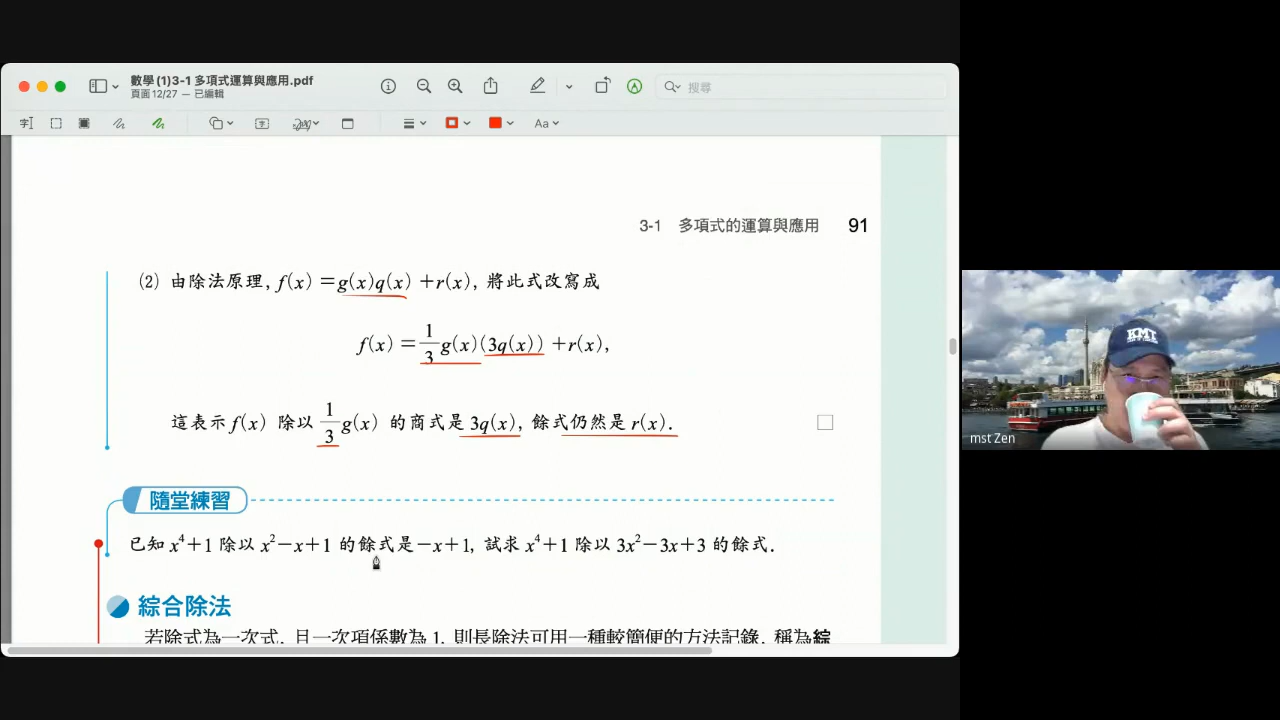 數學(1)3-1 多項式運算與應用.pdf
頁面12/27 — 已編輯
搜尋
字
Aa
3-1 多項式的運算與應用 91
(2) 由除法原理, f(x) =g(x)q(x) +r(x), 將此式改寫成
f(x) = 1/3 g(x)(3q(x)) +r(x),
這表示 f(x) 除以 1/3 g(x) 的商式是 3q(x), 餘式仍然是 r(x).
隨堂練習
已知 x⁴+1 除以 x²−x+1 的餘式是 −x+1, 試求 x⁴+1 除以 3x²−3x+3 的餘式.
綜合除法
若除式為一次式, 且一次項係數為 1, 則長除法可用一種較簡便的方法記錄, 稱為綜
KMT
mst Zen